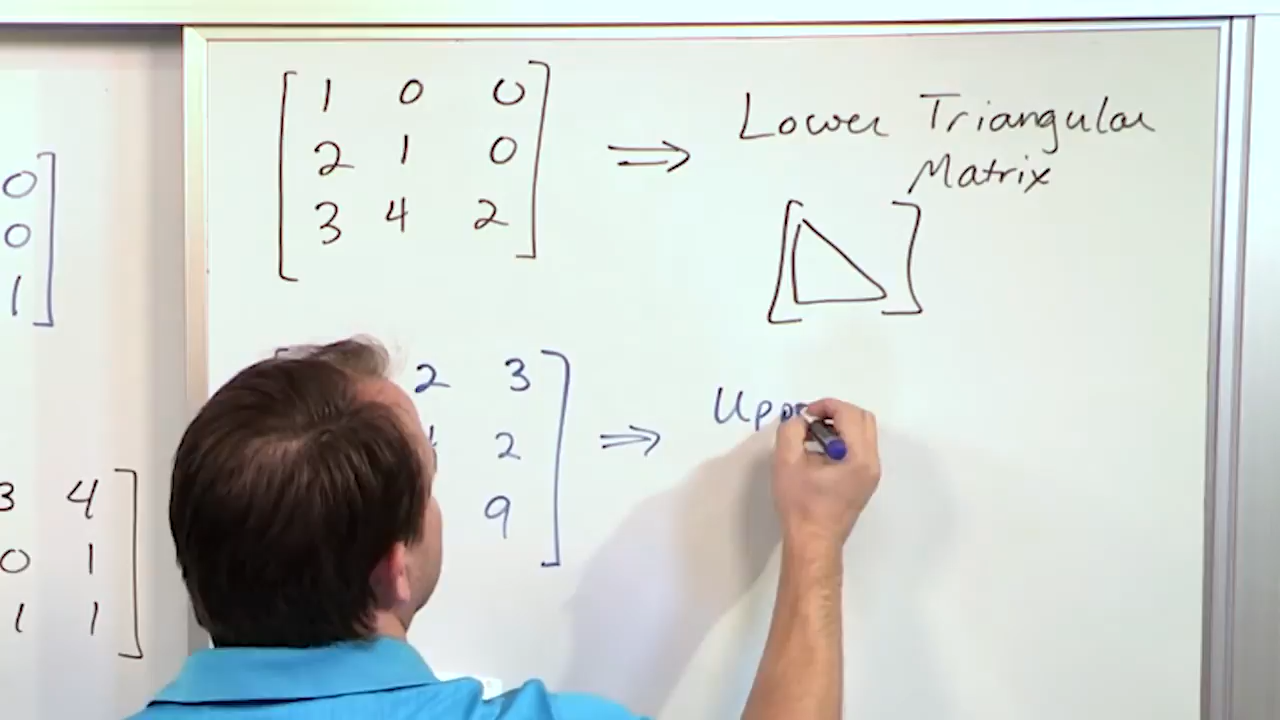 1 0 0
2 1 0
3 4 2
⇒ Lower Triangular
Matrix
2 3
2
9
⇒ Upp
0
0
1
3 4
0 1
1 1